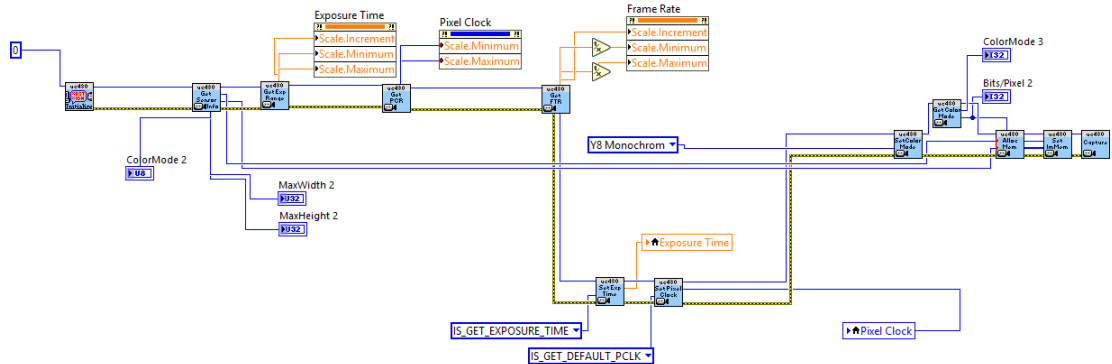 Exposure Time
Scale.Increment
Scale.Minimum
Scale.Maximum
Pixel Clock
Scale.Minimum
Scale.Maximum
Frame Rate
Scale.Increment
Scale.Minimum
Scale.Maximum
0
uc480
Initialize
uc480
Get
Sensor
Info
uc480
Get Exp
Range
uc480
Get
PCR
uc480
Get
FTR
1/x
1/x
ColorMode 3
I32
Bits/Pixel 2
I32
uc480
Get Color
Mode
Y8 Monochrom
uc480
Set Color
Mode
uc480
Alloc
Mem
uc480
Set
ImMem
uc480
Capture
ColorMode 2
U8
MaxWidth 2
U32
MaxHeight 2
U32
Exposure Time
uc480
Set Exp
Time
uc480
Set Pixel
Clock
IS_GET_EXPOSURE_TIME
Pixel Clock
IS_GET_DEFAULT_PCLK